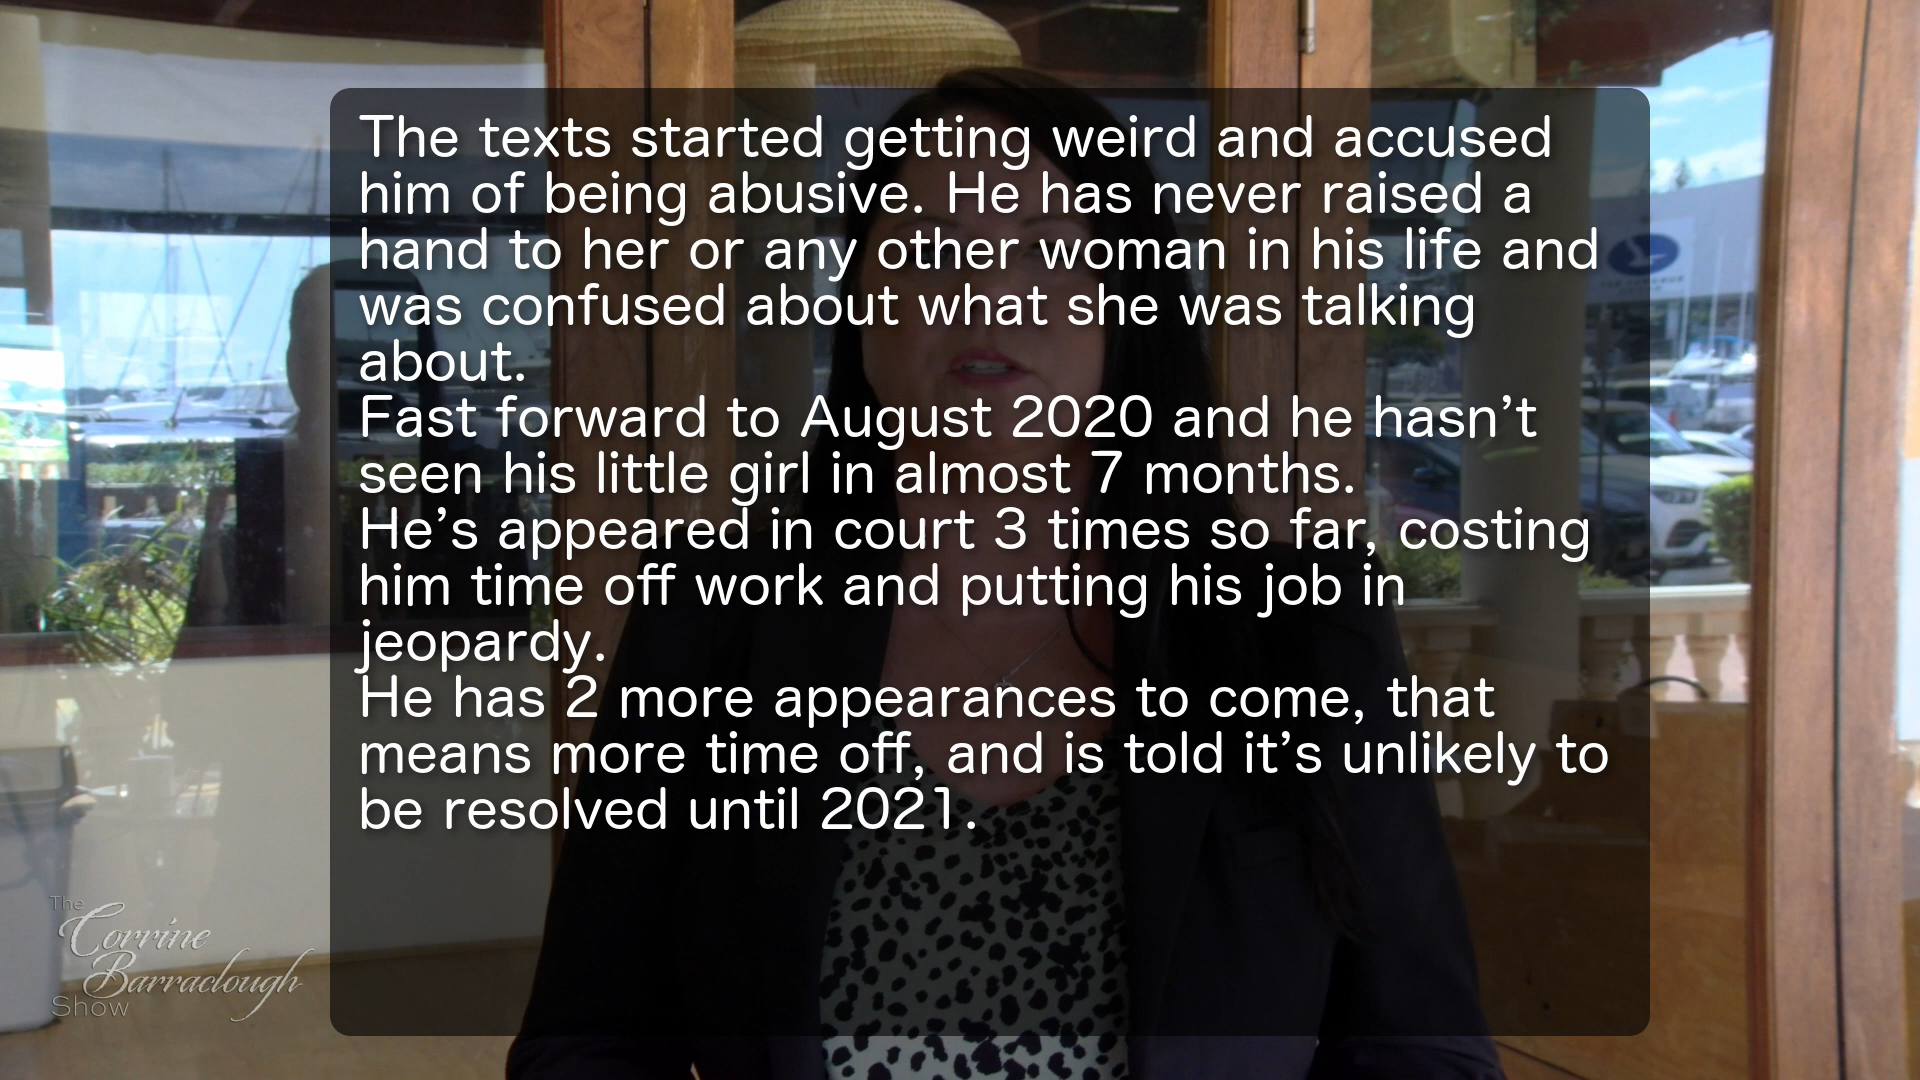 The texts started getting weird and accused
him of being abusive. He has never raised a
hand to her or any other woman in his life and
was confused about what she was talking
about.
Fast forward to August 2020 and he hasn't
seen his little girl in almost 7 months.
He's appeared in court 3 times so far, costing
him time off work and putting his job in
jeopardy.
He has 2 more appearances to come, that
means more time off, and is told it's unlikely to
be resolved until 2021.
The
Corrine
Barraclough
Show